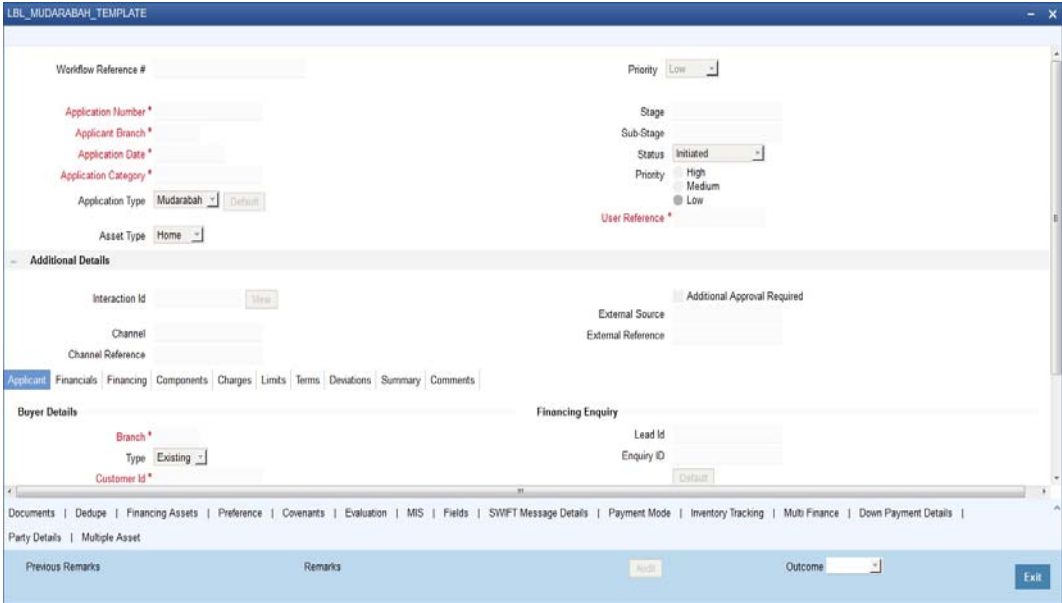 LBL_MUDARABAH_TEMPLATE
Workflow Reference #
Priority Low
Application Number *
Stage
Applicant Branch *
Sub-Stage
Application Date *
Status Initiated
Application Category *
Priority High
Medium
Application Type Mudarabah Default
Low
User Reference *
Asset Type Home
Additional Details
Interaction Id View
Additional Approval Required
External Source
Channel
External Reference
Channel Reference
Applicant Financials Financing Components Charges Limits Terms Deviations Summary Comments
Buyer Details
Financing Enquiry
Branch *
Lead Id
Type Existing
Enquiry ID
Customer Id *
Default
Documents | Dedupe | Financing Assets | Preference | Covenants | Evaluation | MIS | Fields | SWIFT Message Details | Payment Mode | Inventory Tracking | Multi Finance | Down Payment Details |
Party Details | Multiple Asset
Previous Remarks Remarks Audit Outcome
Exit